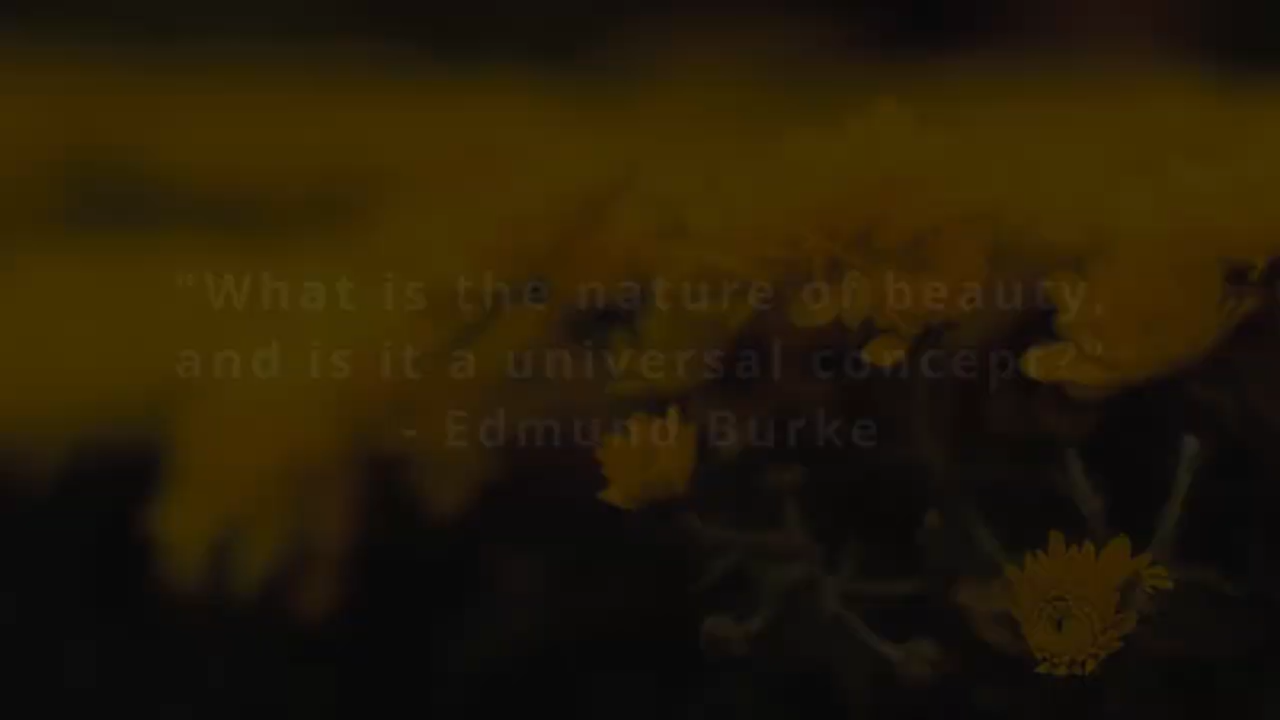 "What is the nature of beauty,
and is it a universal concept?"
- Edmund Burke